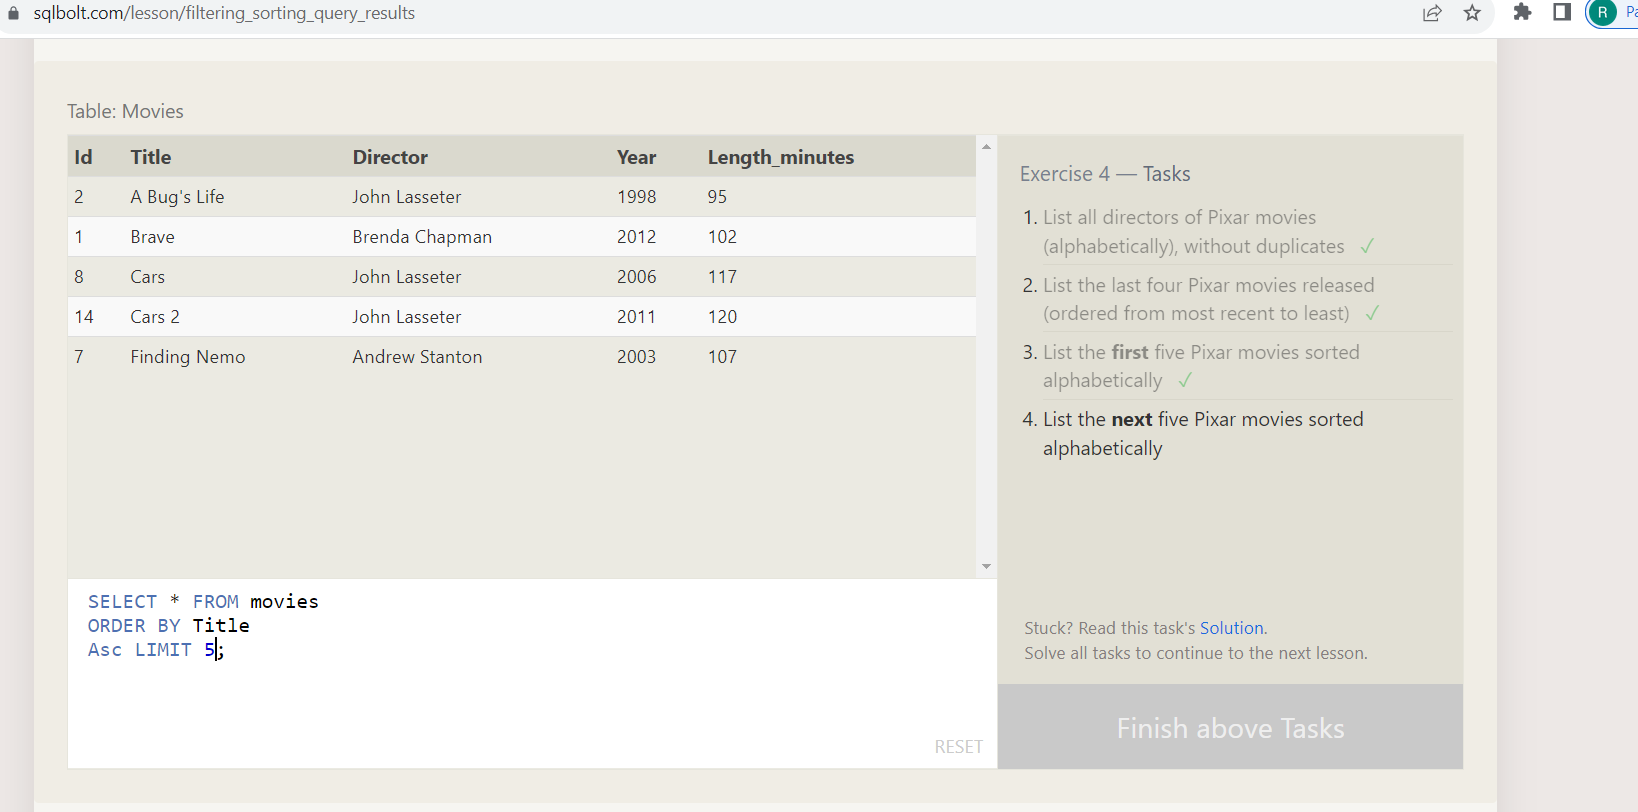 sqlbolt.com/lesson/filtering_sorting_query_results
R
Table: Movies
Id Title Director Year Length_minutes
2 A Bug's Life John Lasseter 1998 95
1 Brave Brenda Chapman 2012 102
8 Cars John Lasseter 2006 117
14 Cars 2 John Lasseter 2011 120
7 Finding Nemo Andrew Stanton 2003 107
SELECT * FROM movies
ORDER BY Title
Asc LIMIT 5;
RESET
Exercise 4 — Tasks
1. List all directors of Pixar movies
(alphabetically), without duplicates ✓
2. List the last four Pixar movies released
(ordered from most recent to least) ✓
3. List the first five Pixar movies sorted
alphabetically ✓
4. List the next five Pixar movies sorted
alphabetically
Stuck? Read this task's Solution.
Solve all tasks to continue to the next lesson.
Finish above Tasks